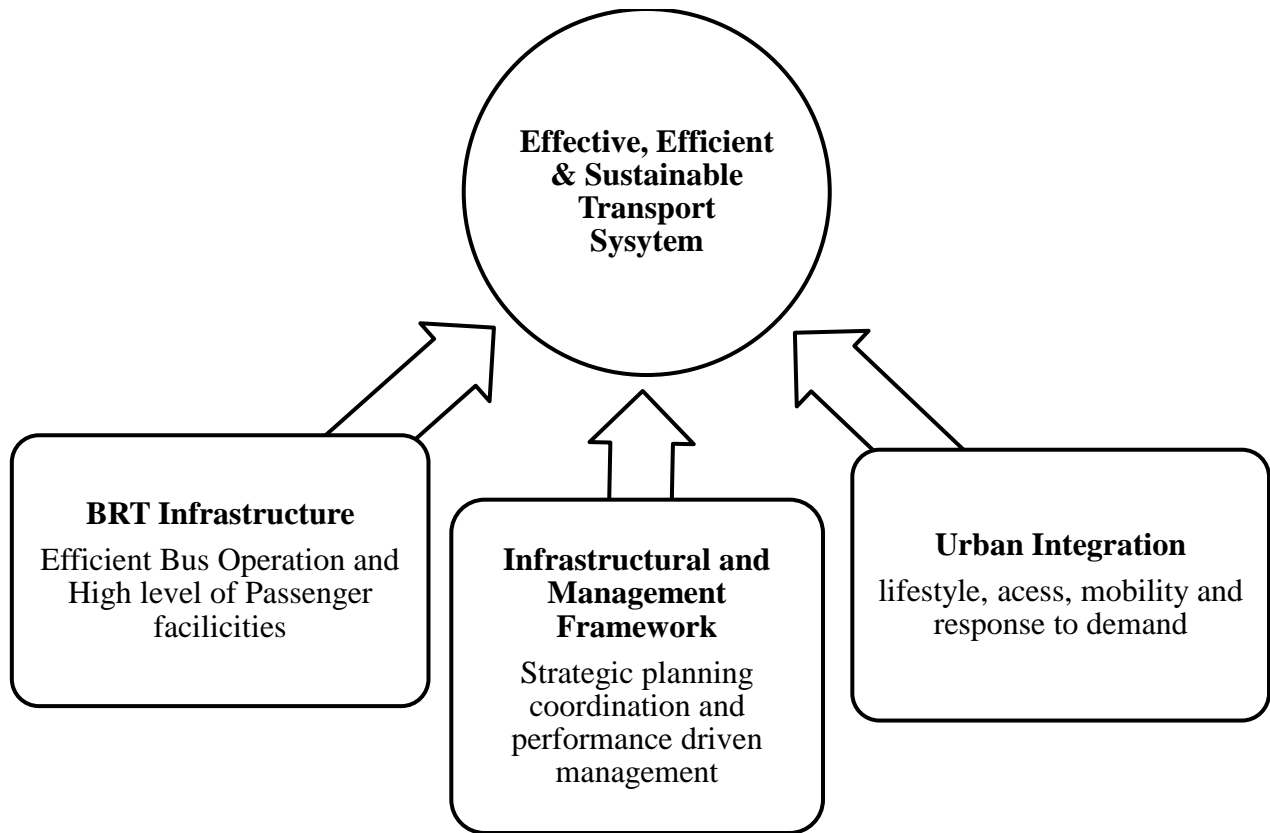 Effective, Efficient
& Sustainable
Transport
Sysytem
BRT Infrastructure
Efficient Bus Operation and
High level of Passenger
facilicities
Infrastructural and
Management
Framework
Strategic planning
coordination and
performance driven
management
Urban Integration
lifestyle, acess, mobility and
response to demand